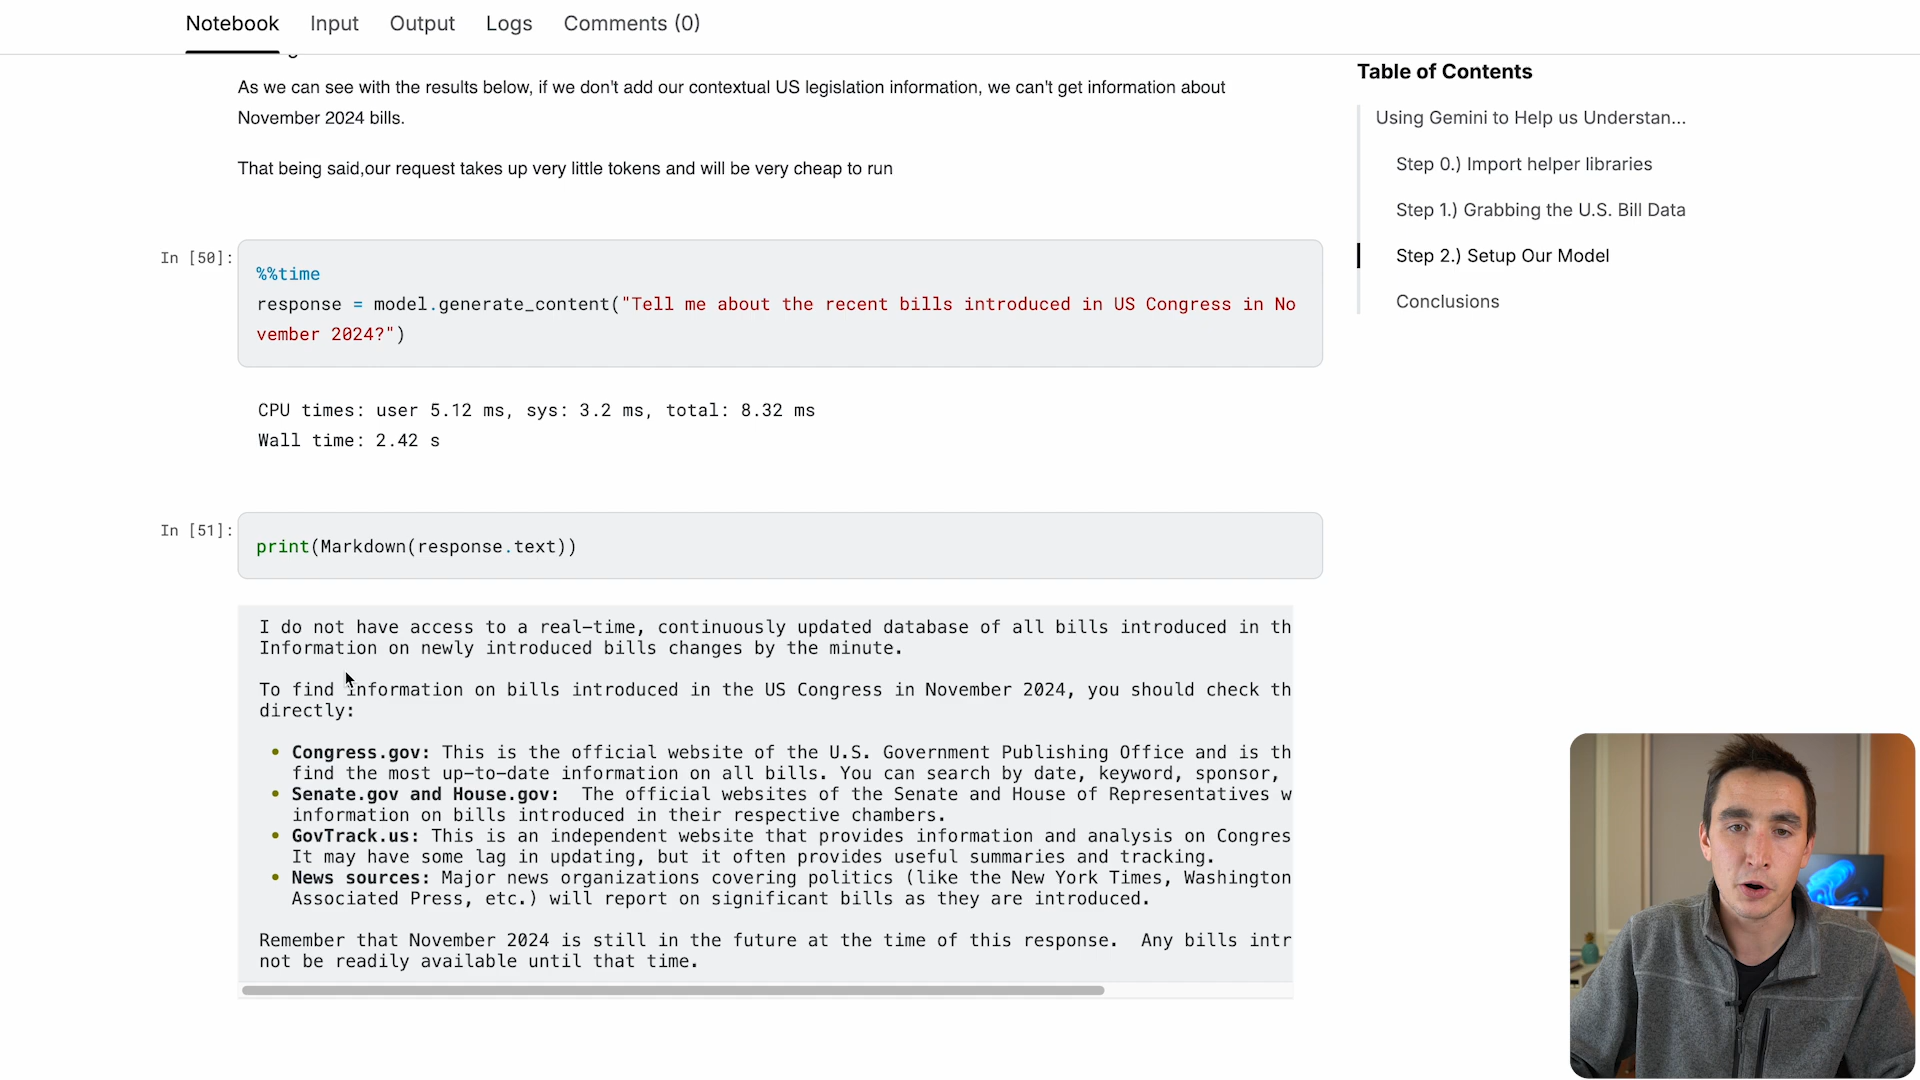 Notebook Input Output Logs Comments (0)
As we can see with the results below, if we don't add our contextual US legislation information, we can't get information about
November 2024 bills.
That being said,our request takes up very little tokens and will be very cheap to run
In [50]:
%%time
response = model.generate_content("Tell me about the recent bills introduced in US Congress in No
vember 2024?")
CPU times: user 5.12 ms, sys: 3.2 ms, total: 8.32 ms
Wall time: 2.42 s
In [51]:
print(Markdown(response.text))
I do not have access to a real-time, continuously updated database of all bills introduced in th
Information on newly introduced bills changes by the minute.
To find information on bills introduced in the US Congress in November 2024, you should check th
directly:
• Congress.gov: This is the official website of the U.S. Government Publishing Office and is th
find the most up-to-date information on all bills. You can search by date, keyword, sponsor,
• Senate.gov and House.gov: The official websites of the Senate and House of Representatives w
information on bills introduced in their respective chambers.
• GovTrack.us: This is an independent website that provides information and analysis on Congres
It may have some lag in updating, but it often provides useful summaries and tracking.
• News sources: Major news organizations covering politics (like the New York Times, Washington
Associated Press, etc.) will report on significant bills as they are introduced.
Remember that November 2024 is still in the future at the time of this response. Any bills intr
not be readily available until that time.
Table of Contents
Using Gemini to Help us Understan...
Step 0.) Import helper libraries
Step 1.) Grabbing the U.S. Bill Data
Step 2.) Setup Our Model
Conclusions